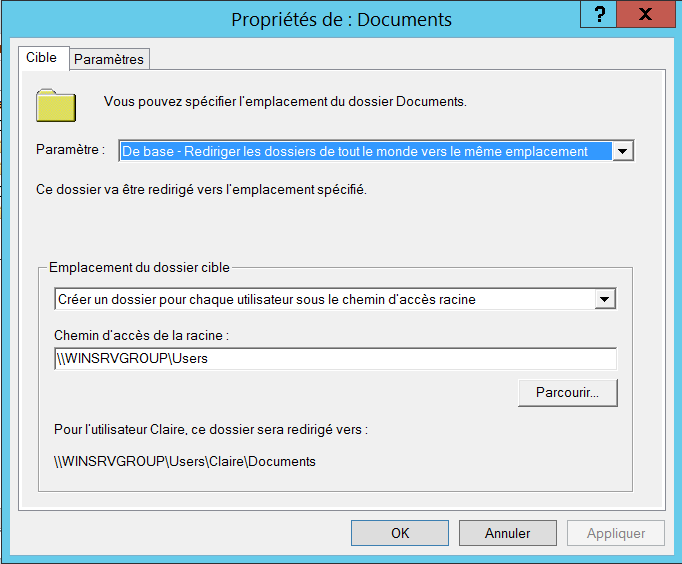 Propriétés de : Documents
?
X
Cible
Paramètres
Vous pouvez spécifier l'emplacement du dossier Documents.
Paramètre :
De base - Rediriger les dossiers de tout le monde vers le même emplacement
Ce dossier va être redirigé vers l'emplacement spécifié.
Emplacement du dossier cible
Créer un dossier pour chaque utilisateur sous le chemin d'accès racine
Chemin d'accès de la racine :
\\WINSRVGROUP\Users
Parcourir...
Pour l'utilisateur Claire, ce dossier sera redirigé vers :
\\WINSRVGROUP\Users\Claire\Documents
OK
Annuler
Appliquer